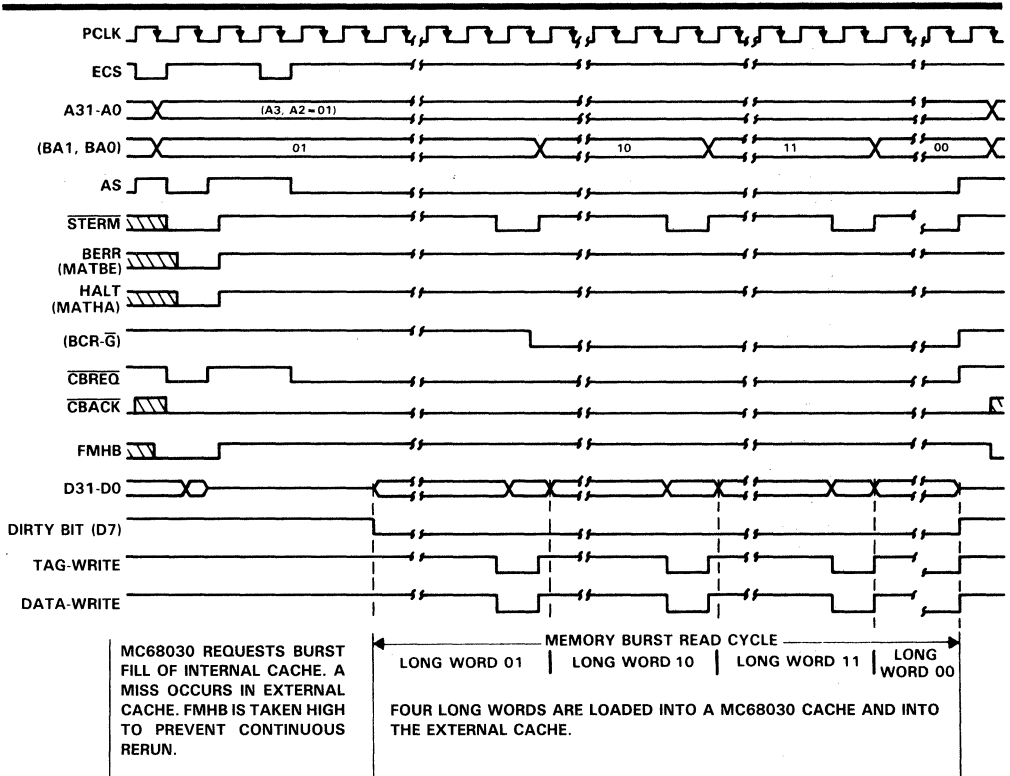 PCLK
ECS
A31-A0
(A3, A2=01)
(BA1, BA0)
01
10
11
00
AS
STERM
BERR
(MATBE)
HALT
(MATHA)
(BCR-G)
CBREQ
CBACK
FMHB
D31-D0
DIRTY BIT (D7)
TAG-WRITE
DATA-WRITE
MC68030 REQUESTS BURST
FILL OF INTERNAL CACHE. A
MISS OCCURS IN EXTERNAL
CACHE. FMHB IS TAKEN HIGH
TO PREVENT CONTINUOUS
RERUN.
MEMORY BURST READ CYCLE
LONG WORD 01
LONG WORD 10
LONG WORD 11
LONG
WORD 00
FOUR LONG WORDS ARE LOADED INTO A MC68030 CACHE AND INTO
THE EXTERNAL CACHE.